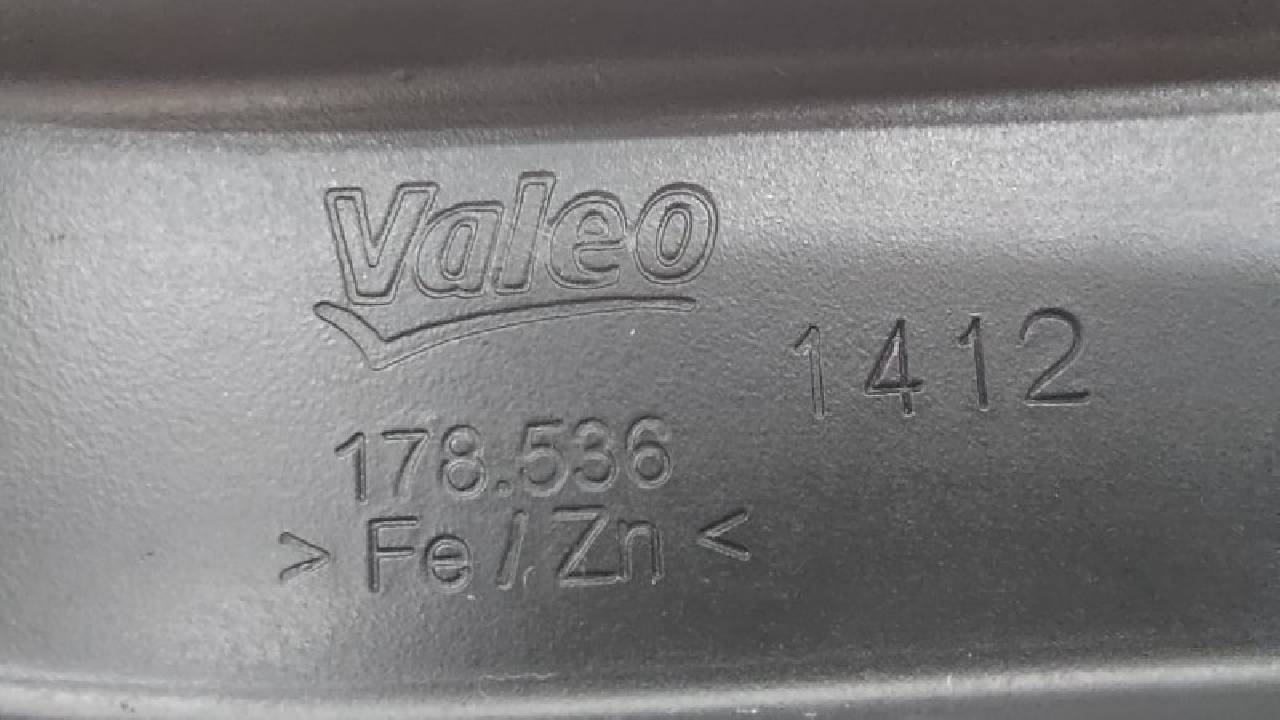 Valeo
1412
178.536
> Fe / Zn <